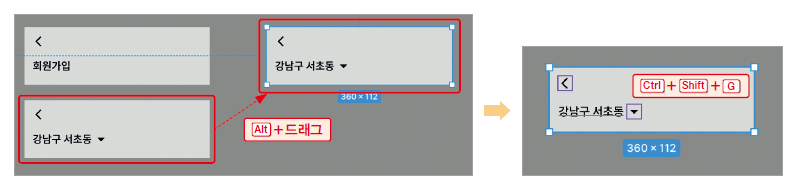 회원가입
강남구 서초동
강남구 서초동
360 × 112
Alt + 드래그
Ctrl + Shift + G
강남구 서초동
360 × 112